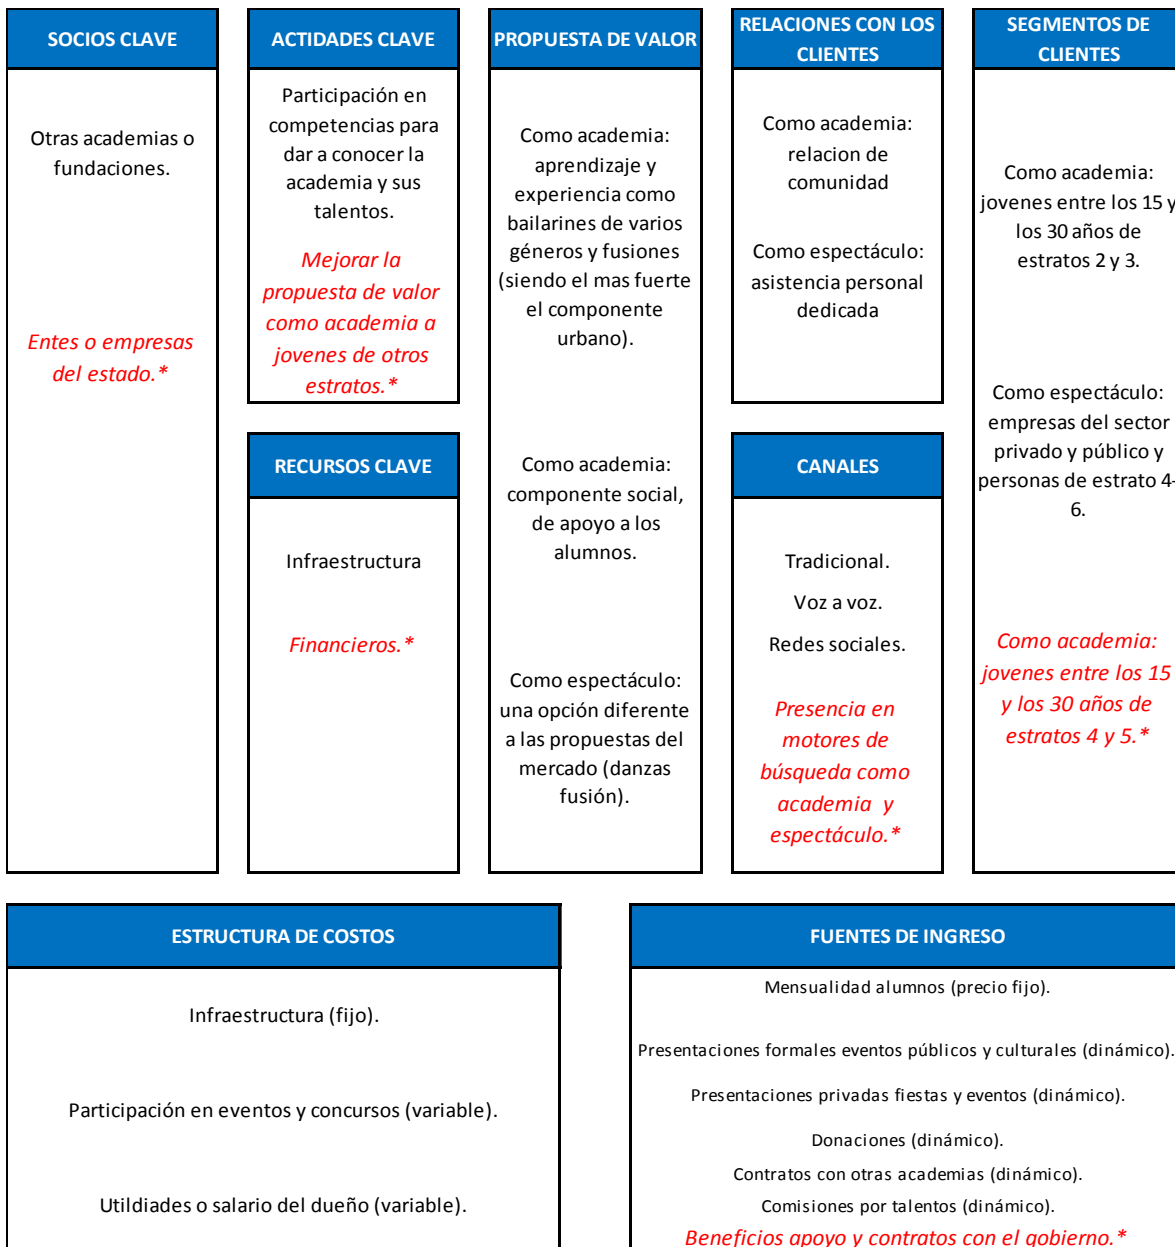 SOCIOS CLAVE
Otras academias o
fundaciones.
Entes o empresas
del estado.*
ACTIDADES CLAVE
Participación en
competencias para
dar a conocer la
academia y sus
talentos.
Mejorar la
propuesta de valor
como academia a
jovenes de otros
estratos.*
RECURSOS CLAVE
Infraestructura
Financieros.*
PROPUESTA DE VALOR
Como academia:
aprendizaje y
experiencia como
bailarines de varios
géneros y fusiones
(siendo el mas fuerte
el componente
urbano).
Como academia:
componente social,
de apoyo a los
alumnos.
Como espectáculo:
una opción diferente
a las propuestas del
mercado (danzas
fusión).
RELACIONES CON LOS
CLIENTES
Como academia:
relacion de
comunidad
Como espectáculo:
asistencia personal
dedicada
CANALES
Tradicional.
Voz a voz.
Redes sociales.
Presencia en
motores de
búsqueda como
academia y
espectáculo.*
SEGMENTOS DE
CLIENTES
Como academia:
jovenes entre los 15 y
los 30 años de
estratos 2 y 3.
Como espectáculo:
empresas del sector
privado y público y
personas de estrato 4-
6.
Como academia:
jovenes entre los 15
y los 30 años de
estratos 4 y 5.*
ESTRUCTURA DE COSTOS
Infraestructura (fijo).
Participación en eventos y concursos (variable).
Utildiades o salario del dueño (variable).
FUENTES DE INGRESO
Mensualidad alumnos (precio fijo).
Presentaciones formales eventos públicos y culturales (dinámico).
Presentaciones privadas fiestas y eventos (dinámico).
Donaciones (dinámico).
Contratos con otras academias (dinámico).
Comisiones por talentos (dinámico).
Beneficios apoyo y contratos con el gobierno.*